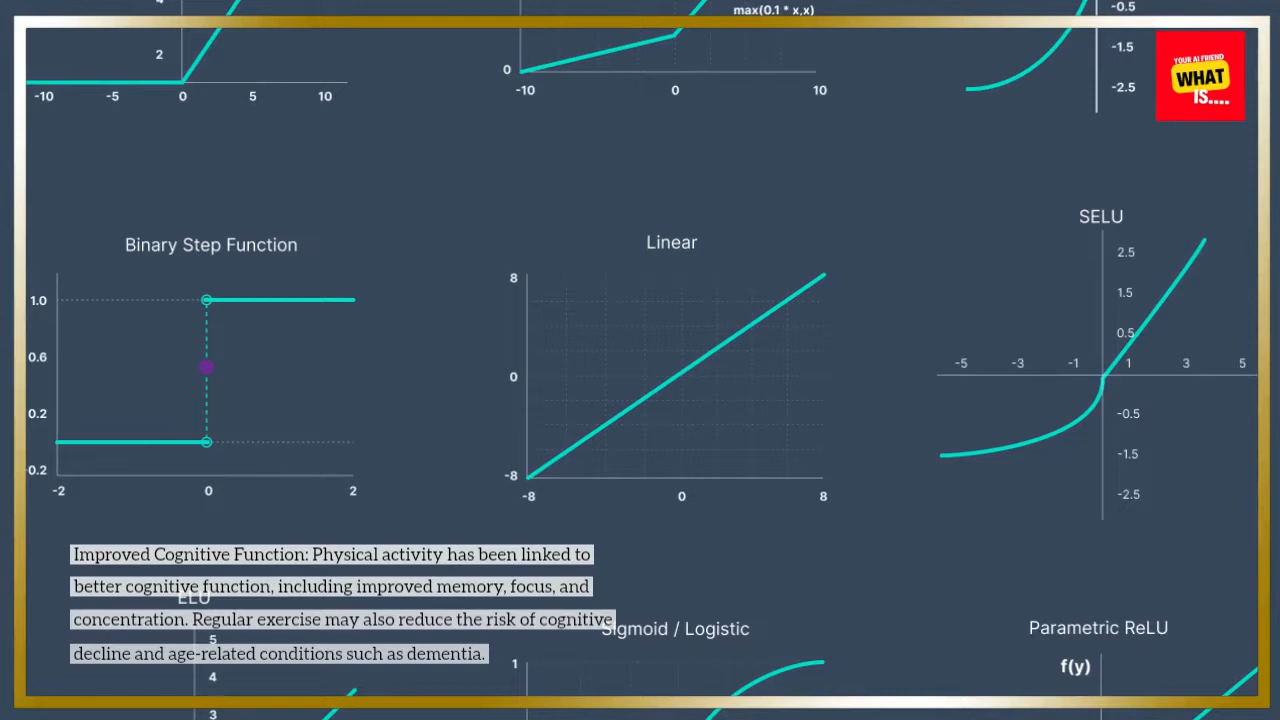 4
2
-10 -5 0 5 10
max(0.1 * x,x)
0
-10 0 10
-0.5
-1.5
-2.5
YOUR AI FRIEND
WHAT
IS....
Binary Step Function
1.0
0.6
0.2
-0.2
-2 0 2
Linear
8
0
-8
-8 0 8
SELU
2.5
1.5
0.5
-5 -3 -1 1 3 5
-0.5
-1.5
-2.5
Improved Cognitive Function: Physical activity has been linked to
better cognitive function, including improved memory, focus, and
concentration. Regular exercise may also reduce the risk of cognitive
decline and age-related conditions such as dementia.
ELU
5
4
3
Sigmoid / Logistic
1
Parametric ReLU
f(y)